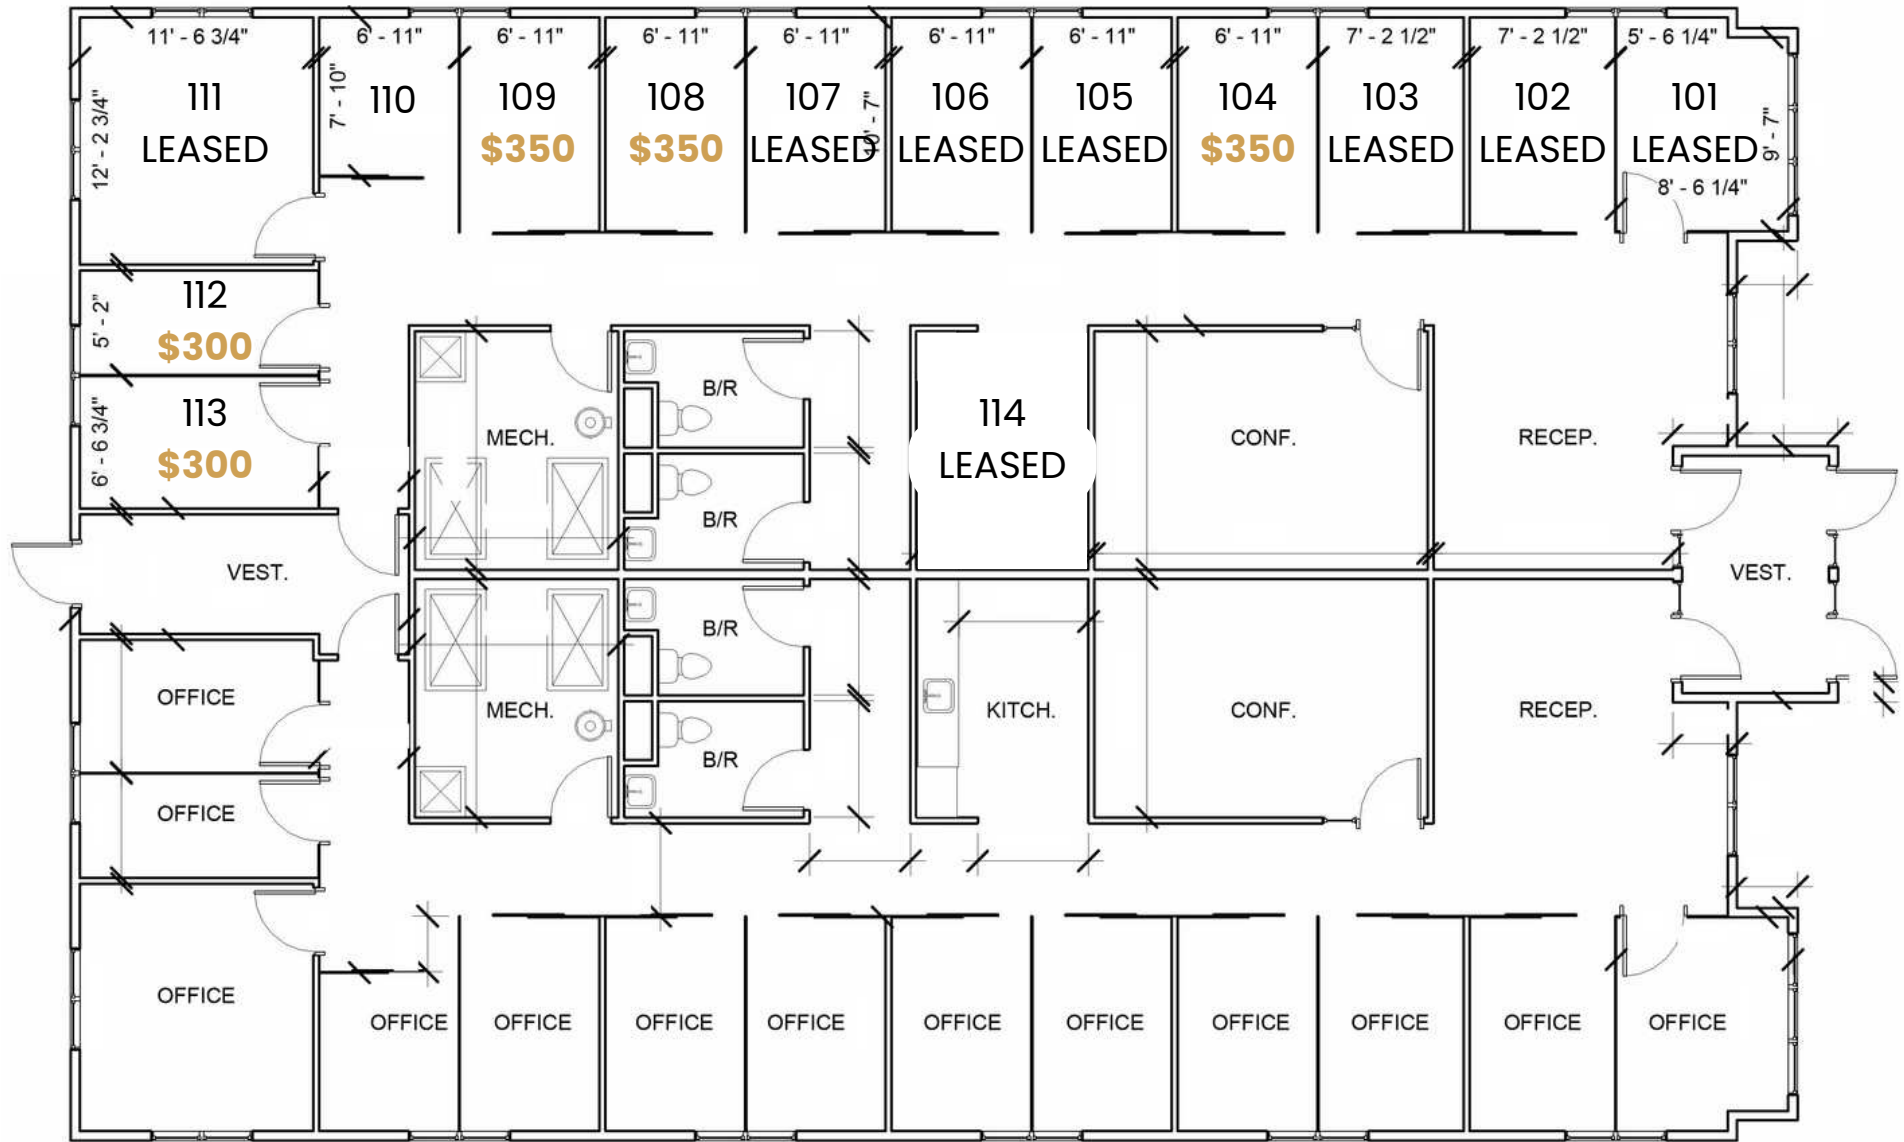 11' - 6 3/4"
6' - 11"
6' - 11"
6' - 11"
6' - 11"
6' - 11"
6' - 11"
6' - 11"
7' - 2 1/2"
7' - 2 1/2"
5' - 6 1/4"
111
LEASED
12' - 2 3/4"
7' - 10"
110
109
$350
108
$350
107
LEASED
10' - 7"
106
LEASED
105
LEASED
104
$350
103
LEASED
102
LEASED
101
LEASED
9' - 7"
8' - 6 1/4"
112
$300
5' - 2"
113
$300
6' - 6 3/4"
MECH.
B/R
B/R
114
LEASED
CONF.
RECEP.
VEST.
VEST.
MECH.
B/R
B/R
KITCH.
CONF.
RECEP.
OFFICE
OFFICE
OFFICE
OFFICE
OFFICE
OFFICE
OFFICE
OFFICE
OFFICE
OFFICE
OFFICE
OFFICE
OFFICE